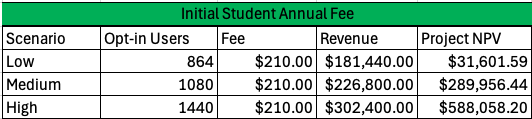 Initial Student Annual Fee
Scenario Opt-in Users Fee Revenue Project NPV
Low 864 $210.00 $181,440.00 $31,601.59
Medium 1080 $210.00 $226,800.00 $289,956.44
High 1440 $210.00 $302,400.00 $588,058.20